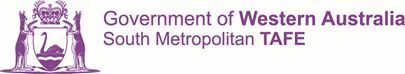 Government of Western Australia
South Metropolitan TAFE